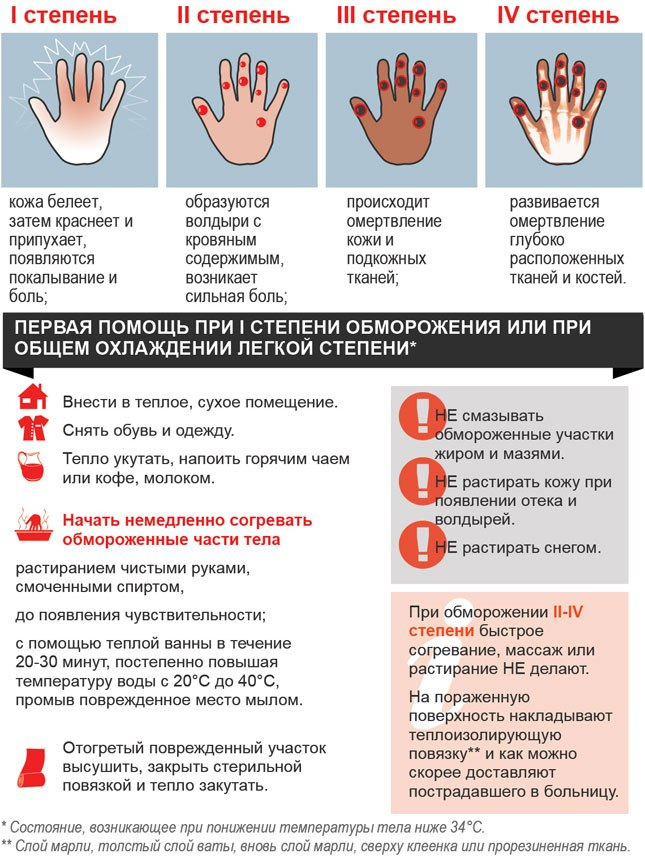 I степень
II степень
III степень
IV степень
кожа белеет,
затем краснеет и
припухает,
появляются
покалывание и
боль;
образуются
волдыри с
кровяным
содержимым,
возникает
сильная боль;
происходит
омертвление
кожи и
подкожных
тканей;
развивается
омертвление
глубоко
расположенных
тканей и костей.
ПЕРВАЯ ПОМОЩЬ ПРИ I СТЕПЕНИ ОБМОРОЖЕНИЯ ИЛИ ПРИ
ОБЩЕМ ОХЛАЖДЕНИИ ЛЕГКОЙ СТЕПЕНИ*
Внести в теплое, сухое помещение.
Снять обувь и одежду.
Тепло укутать, напоить горячим чаем
или кофе, молоком.
Начать немедленно согревать
обмороженные части тела
растиранием чистыми руками,
смоченными спиртом,
до появления чувствительности;
с помощью теплой ванны в течение
20-30 минут, постепенно повышая
температуру воды с 20°С до 40°С,
промыв поврежденное место мылом.
Отогретый поврежденный участок
высушить, закрыть стерильной
повязкой и тепло закутать.
НЕ смазывать
обмороженные участки
жиром и мазями.
НЕ растирать кожу при
появлении отека и
волдырей.
НЕ растирать снегом.
При обморожении II-IV
степени быстрое
согревание, массаж или
растирание НЕ делают.
На пораженную
поверхность накладывают
теплоизолирующую
повязку** и как можно
скорее доставляют
пострадавшего в больницу.
* Состояние, возникающее при понижении температуры тела ниже 34°С.
** Слой марли, толстый слой ваты, вновь слой марли, сверху клеенка или прорезиненная ткань.